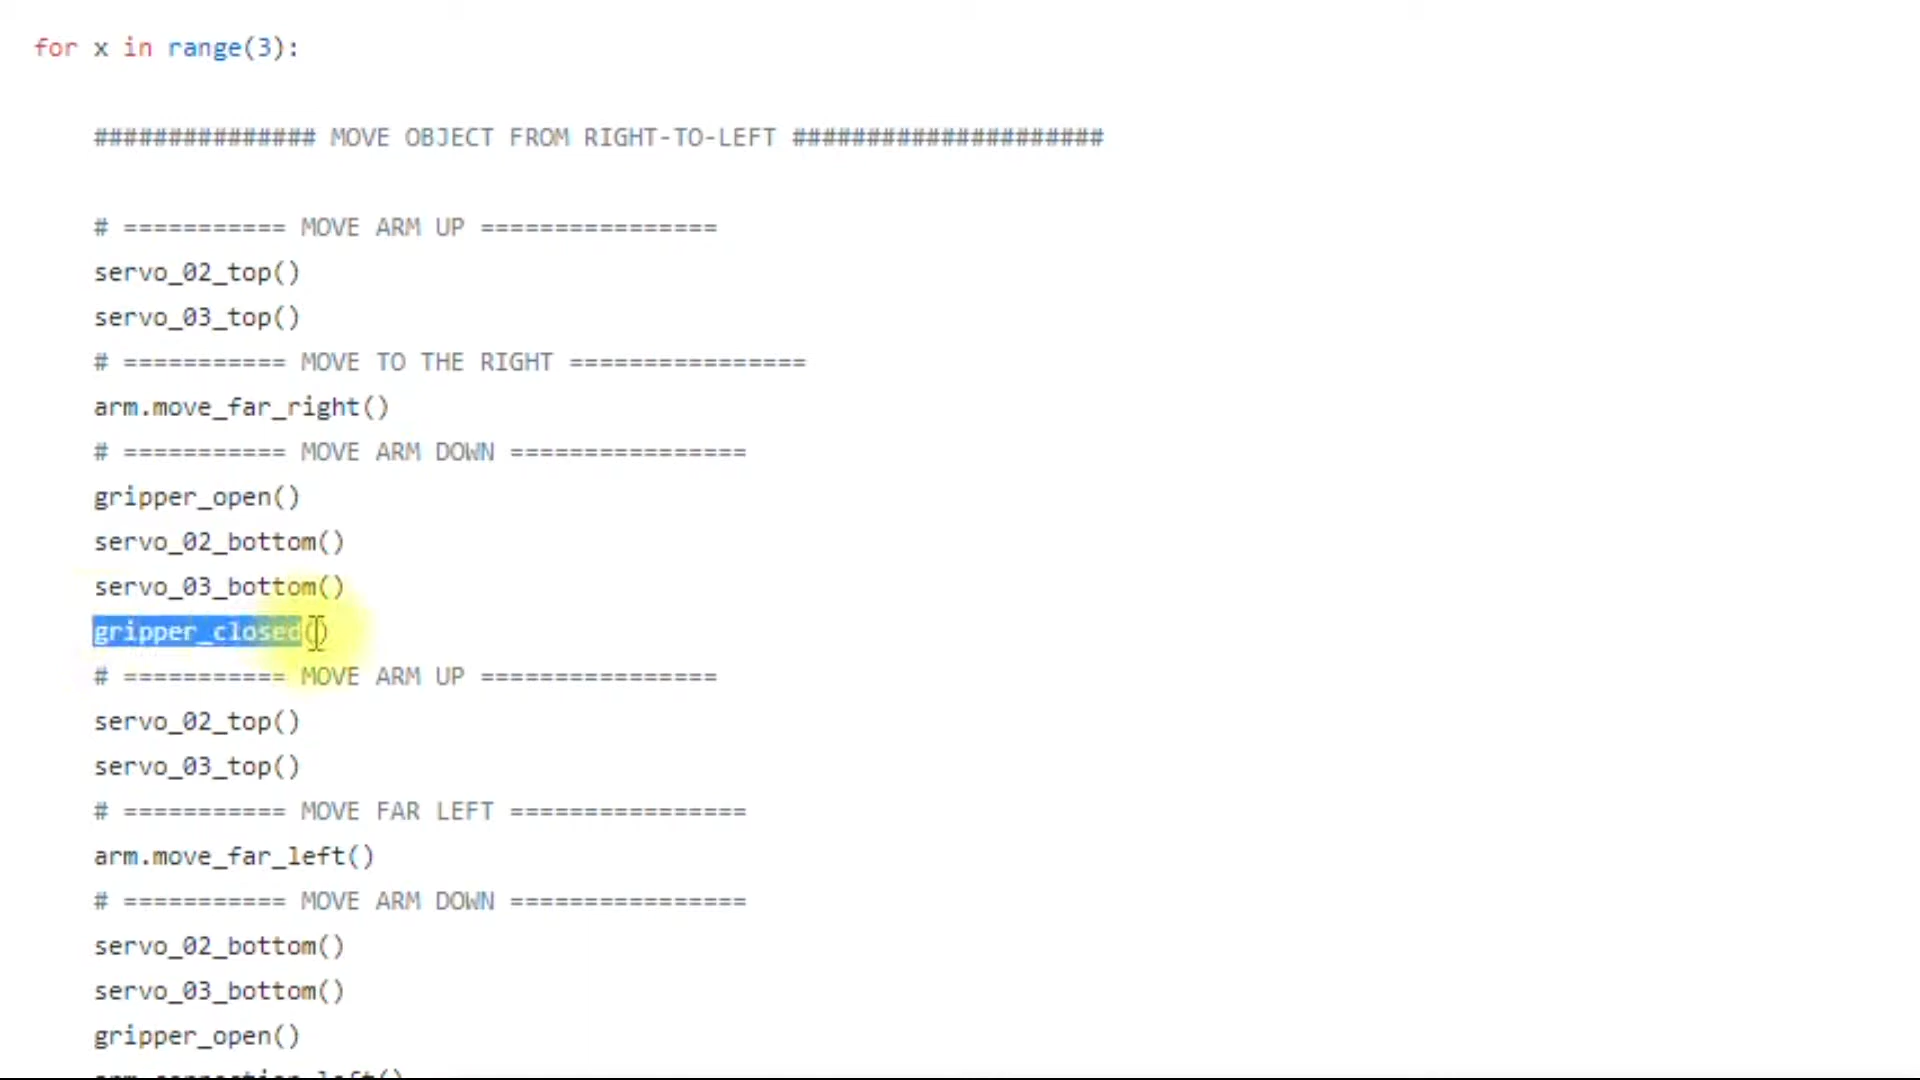 for x in range(3):
############### MOVE OBJECT FROM RIGHT-TO-LEFT #####################
# =========== MOVE ARM UP ================
servo_02_top()
servo_03_top()
# =========== MOVE TO THE RIGHT ================
arm.move_far_right()
# =========== MOVE ARM DOWN ================
gripper_open()
servo_02_bottom()
servo_03_bottom()
gripper_closed()
# =========== MOVE ARM UP ================
servo_02_top()
servo_03_top()
# =========== MOVE FAR LEFT ================
arm.move_far_left()
# =========== MOVE ARM DOWN ================
servo_02_bottom()
servo_03_bottom()
gripper_open()